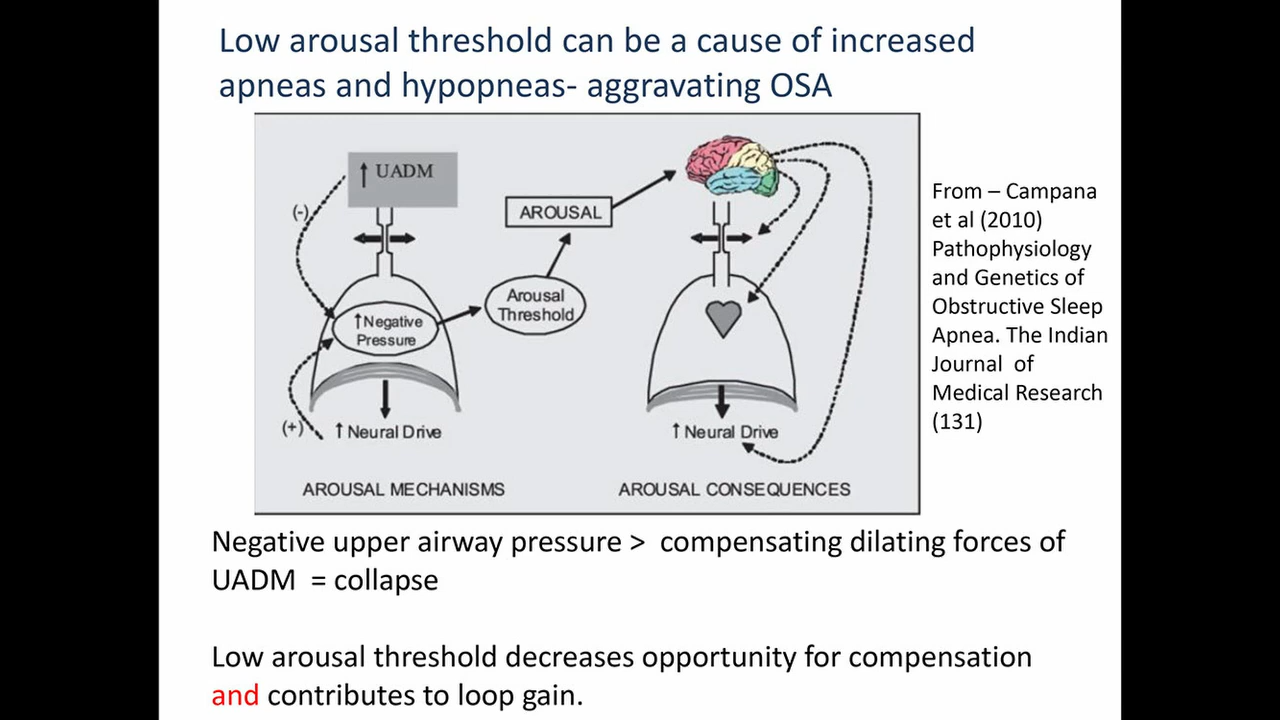 Low arousal threshold can be a cause of increased
apneas and hypopneas- aggravating OSA
↑ UADM
(-)
AROUSAL
Arousal
Threshold
↑Negative
Pressure
(+)
↑ Neural Drive
↑ Neural Drive
AROUSAL MECHANISMS
AROUSAL CONSEQUENCES
From – Campana
et al (2010)
Pathophysiology
and Genetics of
Obstructive Sleep
Apnea. The Indian
Journal of
Medical Research
(131)
Negative upper airway pressure > compensating dilating forces of
UADM = collapse
Low arousal threshold decreases opportunity for compensation
and contributes to loop gain.